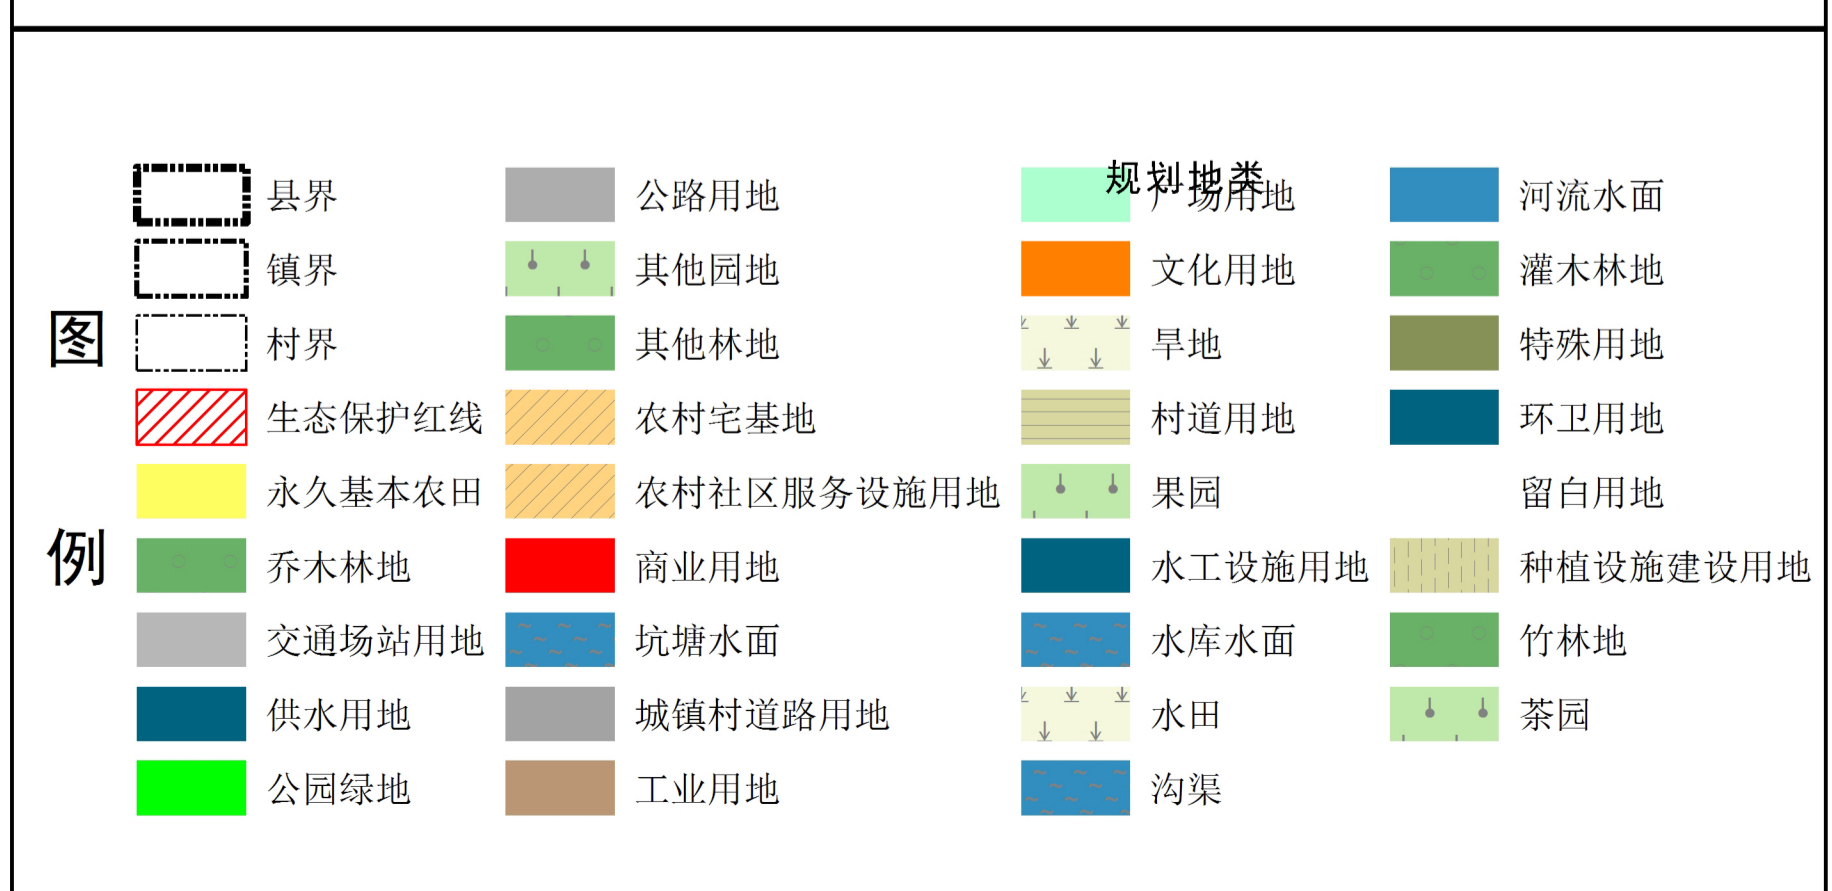 图例
规划地类
县界
镇界
村界
生态保护红线
永久基本农田
乔木林地
交通场站用地
供水用地
公园绿地
公路用地
其他园地
其他林地
农村宅基地
农村社区服务设施用地
商业用地
坑塘水面
城镇村道路用地
工业用地
广场用地
文化用地
旱地
村道用地
果园
水工设施用地
水库水面
水田
沟渠
河流水面
灌木林地
特殊用地
环卫用地
留白用地
种植设施建设用地
竹林地
茶园